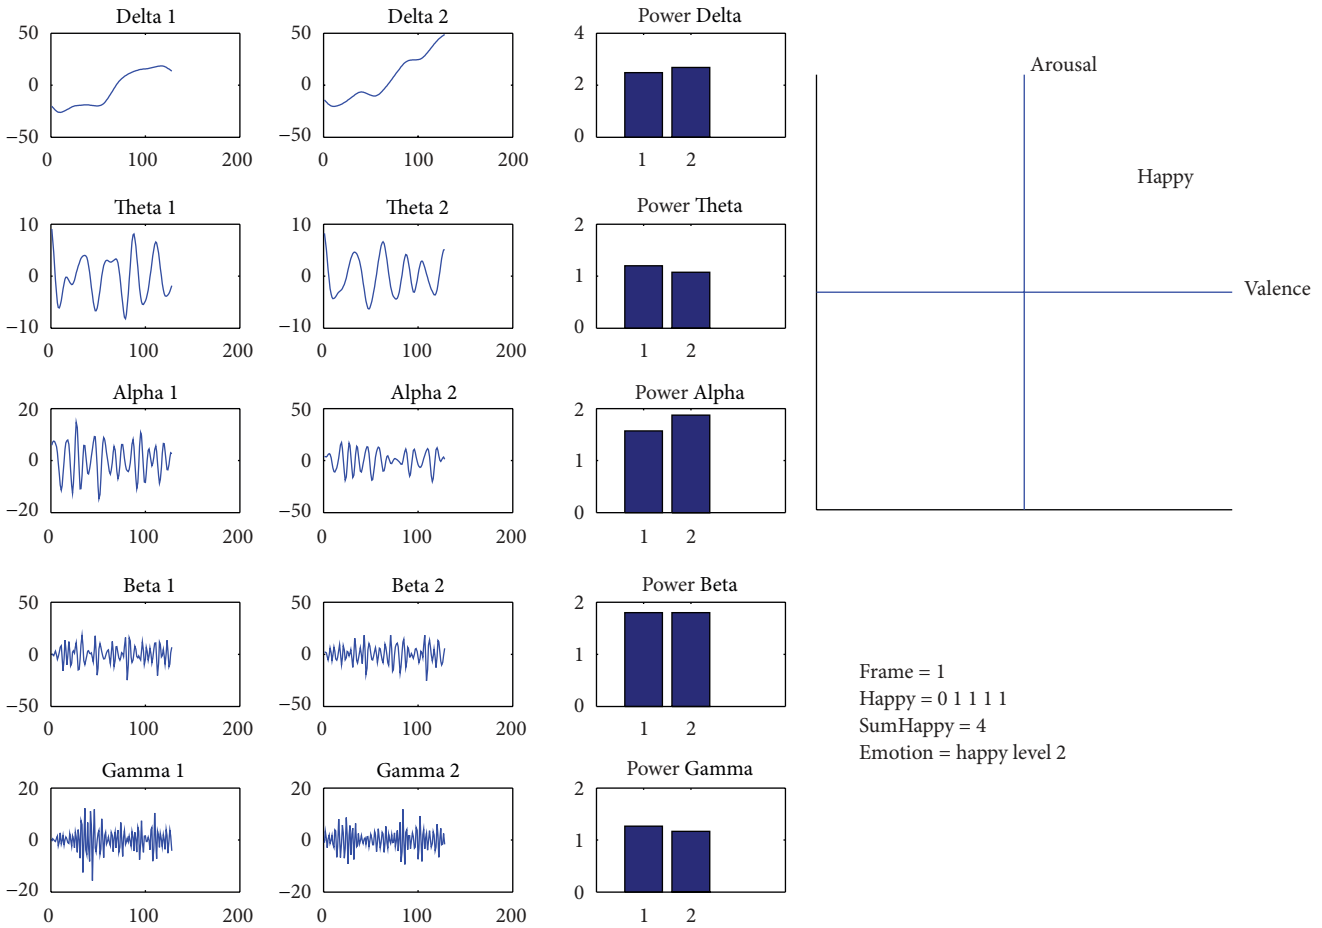 Delta 1
50
0
−50
0 100 200
Delta 2
50
0
−50
0 100 200
Power Delta
4
2
0
1 2
Arousal
Happy
Valence
Theta 1
10
0
−10
0 100 200
Theta 2
10
0
−10
0 100 200
Power Theta
2
1
0
1 2
Alpha 1
20
0
−20
0 100 200
Alpha 2
50
0
−50
0 100 200
Power Alpha
2
1
0
1 2
Beta 1
50
0
−50
0 100 200
Beta 2
50
0
−50
0 100 200
Power Beta
2
1
0
1 2
Frame = 1
Happy = 0 1 1 1 1
SumHappy = 4
Emotion = happy level 2
Gamma 1
20
0
−20
0 100 200
Gamma 2
20
0
−20
0 100 200
Power Gamma
2
1
0
1 2